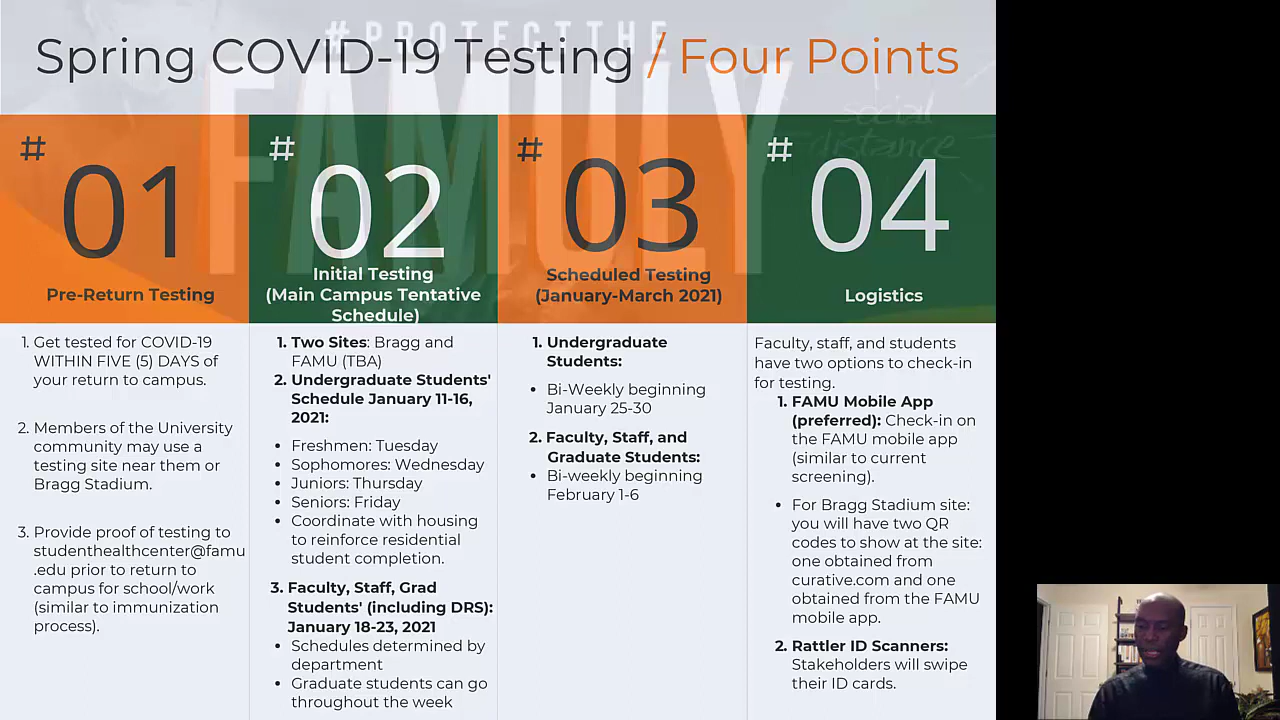 #PROTECTTHE
FAMULY
social
distance
Spring COVID-19 Testing / Four Points
#
01
Pre-Return Testing
1. Get tested for COVID-19
WITHIN FIVE (5) DAYS of
your return to campus.
2. Members of the University
community may use a
testing site near them or
Bragg Stadium.
3. Provide proof of testing to
studenthealthcenter@famu
.edu prior to return to
campus for school/work
(similar to immunization
process).
#
02
Initial Testing
(Main Campus Tentative
Schedule)
1. Two Sites: Bragg and
FAMU (TBA)
2. Undergraduate Students'
Schedule January 11-16,
2021:
• Freshmen: Tuesday
• Sophomores: Wednesday
• Juniors: Thursday
• Seniors: Friday
• Coordinate with housing
to reinforce residential
student completion.
3. Faculty, Staff, Grad
Students' (including DRS):
January 18-23, 2021
• Schedules determined by
department
• Graduate students can go
throughout the week
#
03
Scheduled Testing
(January-March 2021)
1. Undergraduate
Students:
• Bi-Weekly beginning
January 25-30
2. Faculty, Staff, and
Graduate Students:
• Bi-weekly beginning
February 1-6
#
04
Logistics
Faculty, staff, and students
have two options to check-in
for testing.
1. FAMU Mobile App
(preferred): Check-in on
the FAMU mobile app
(similar to current
screening).
• For Bragg Stadium site:
you will have two QR
codes to show at the site:
one obtained from
curative.com and one
obtained from the FAMU
mobile app.
2. Rattler ID Scanners:
Stakeholders will swipe
their ID cards.